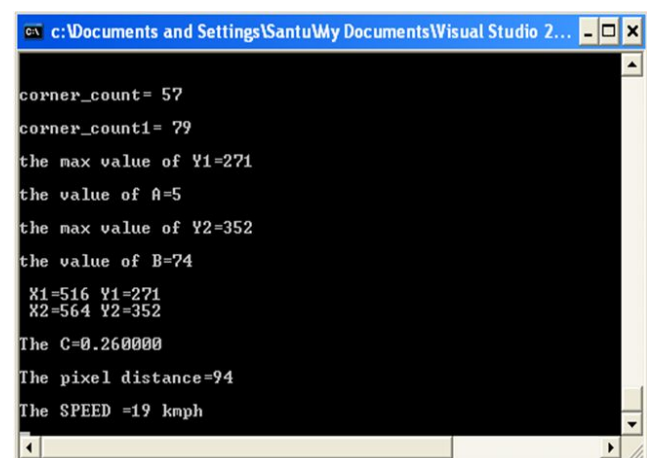 c:\Documents and Settings\Santu\My Documents\Visual Studio 2...
corner_count= 57
corner_count1= 79
the max value of Y1=271
the value of A=5
the max value of Y2=352
the value of B=74
X1=516 Y1=271
X2=564 Y2=352
The C=0.260000
The pixel distance=94
The SPEED =19 kmph